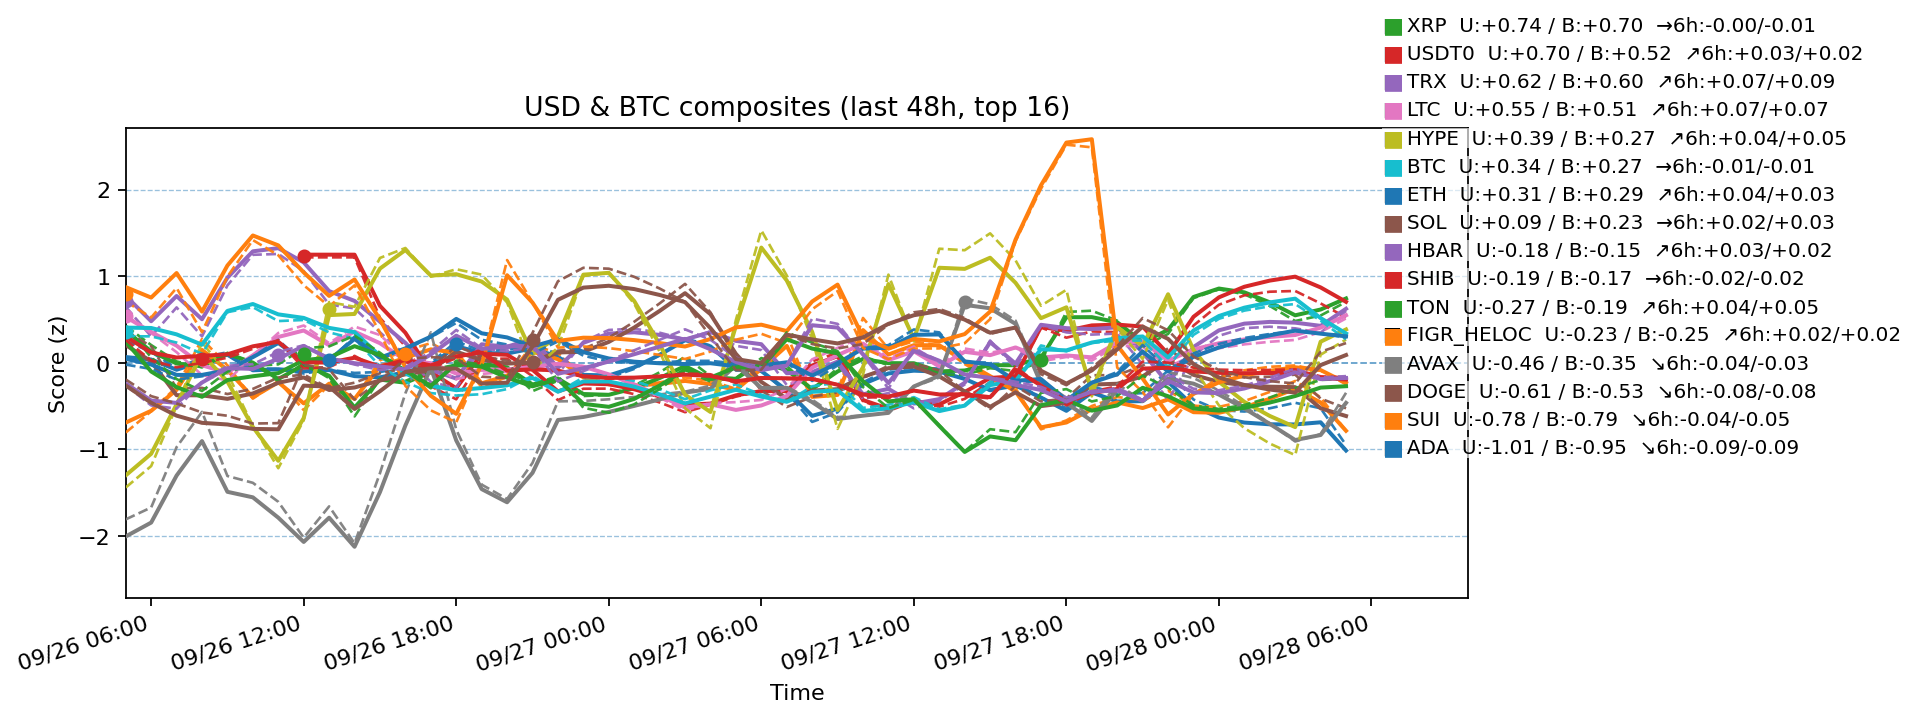 XRP U:+0.74 / B:+0.70 →6h:-0.00/-0.01
USDT0 U:+0.70 / B:+0.52 ↗6h:+0.03/+0.02
TRX U:+0.62 / B:+0.60 ↗6h:+0.07/+0.09
LTC U:+0.55 / B:+0.51 ↗6h:+0.07/+0.07
HYPE U:+0.39 / B:+0.27 ↗6h:+0.04/+0.05
BTC U:+0.34 / B:+0.27 →6h:-0.01/-0.01
ETH U:+0.31 / B:+0.29 ↗6h:+0.04/+0.03
SOL U:+0.09 / B:+0.23 →6h:+0.02/+0.03
HBAR U:-0.18 / B:-0.15 ↗6h:+0.03/+0.02
SHIB U:-0.19 / B:-0.17 →6h:-0.02/-0.02
TON U:-0.27 / B:-0.19 ↗6h:+0.04/+0.05
FIGR_HELOC U:-0.23 / B:-0.25 ↗6h:+0.02/+0.02
AVAX U:-0.46 / B:-0.35 ↘6h:-0.04/-0.03
DOGE U:-0.61 / B:-0.53 ↘6h:-0.08/-0.08
SUI U:-0.78 / B:-0.79 ↘6h:-0.04/-0.05
ADA U:-1.01 / B:-0.95 ↘6h:-0.09/-0.09
USD & BTC composites (last 48h, top 16)
Score (z)
2
1
0
−1
−2
09/26 06:00
09/26 12:00
09/26 18:00
09/27 00:00
09/27 06:00
09/27 12:00
09/27 18:00
09/28 00:00
09/28 06:00
Time